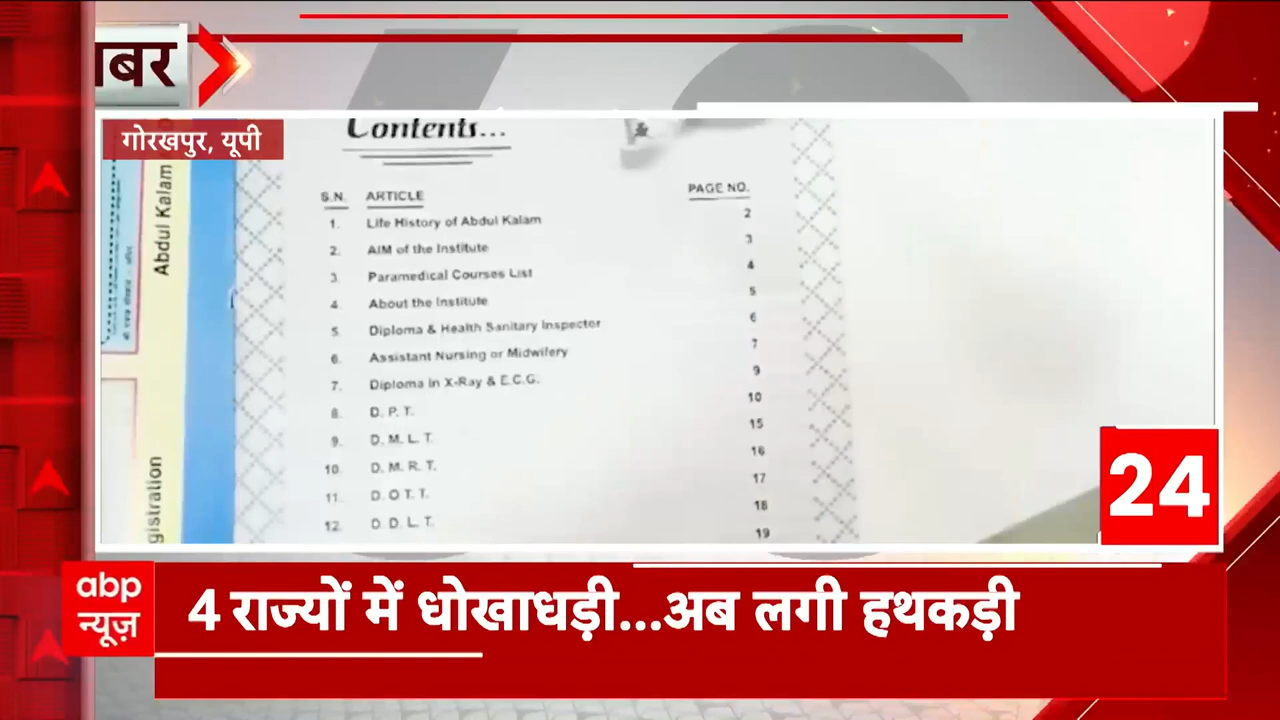 बर
गोरखपुर, यूपी
Contents...
S.N. ARTICLE PAGE NO.
1. Life History of Abdul Kalam 2
2. AIM of the Institute 3
3. Paramedical Courses List 4
4. About the Institute 5
5. Diploma & Health Sanitary Inspector 6
6. Assistant Nursing or Midwifery 7
7. Diploma in X-Ray & E.C.G. 9
8. D. P. T. 10
9. D. M. L. T. 15
10. D. M. R. T. 16
11. D. O T. T. 17
12. D. D. L. T. 18
19
Abdul Kalam
gistration
24
abp
न्यूज़
4 राज्यों में धोखाधड़ी...अब लगी हथकड़ी